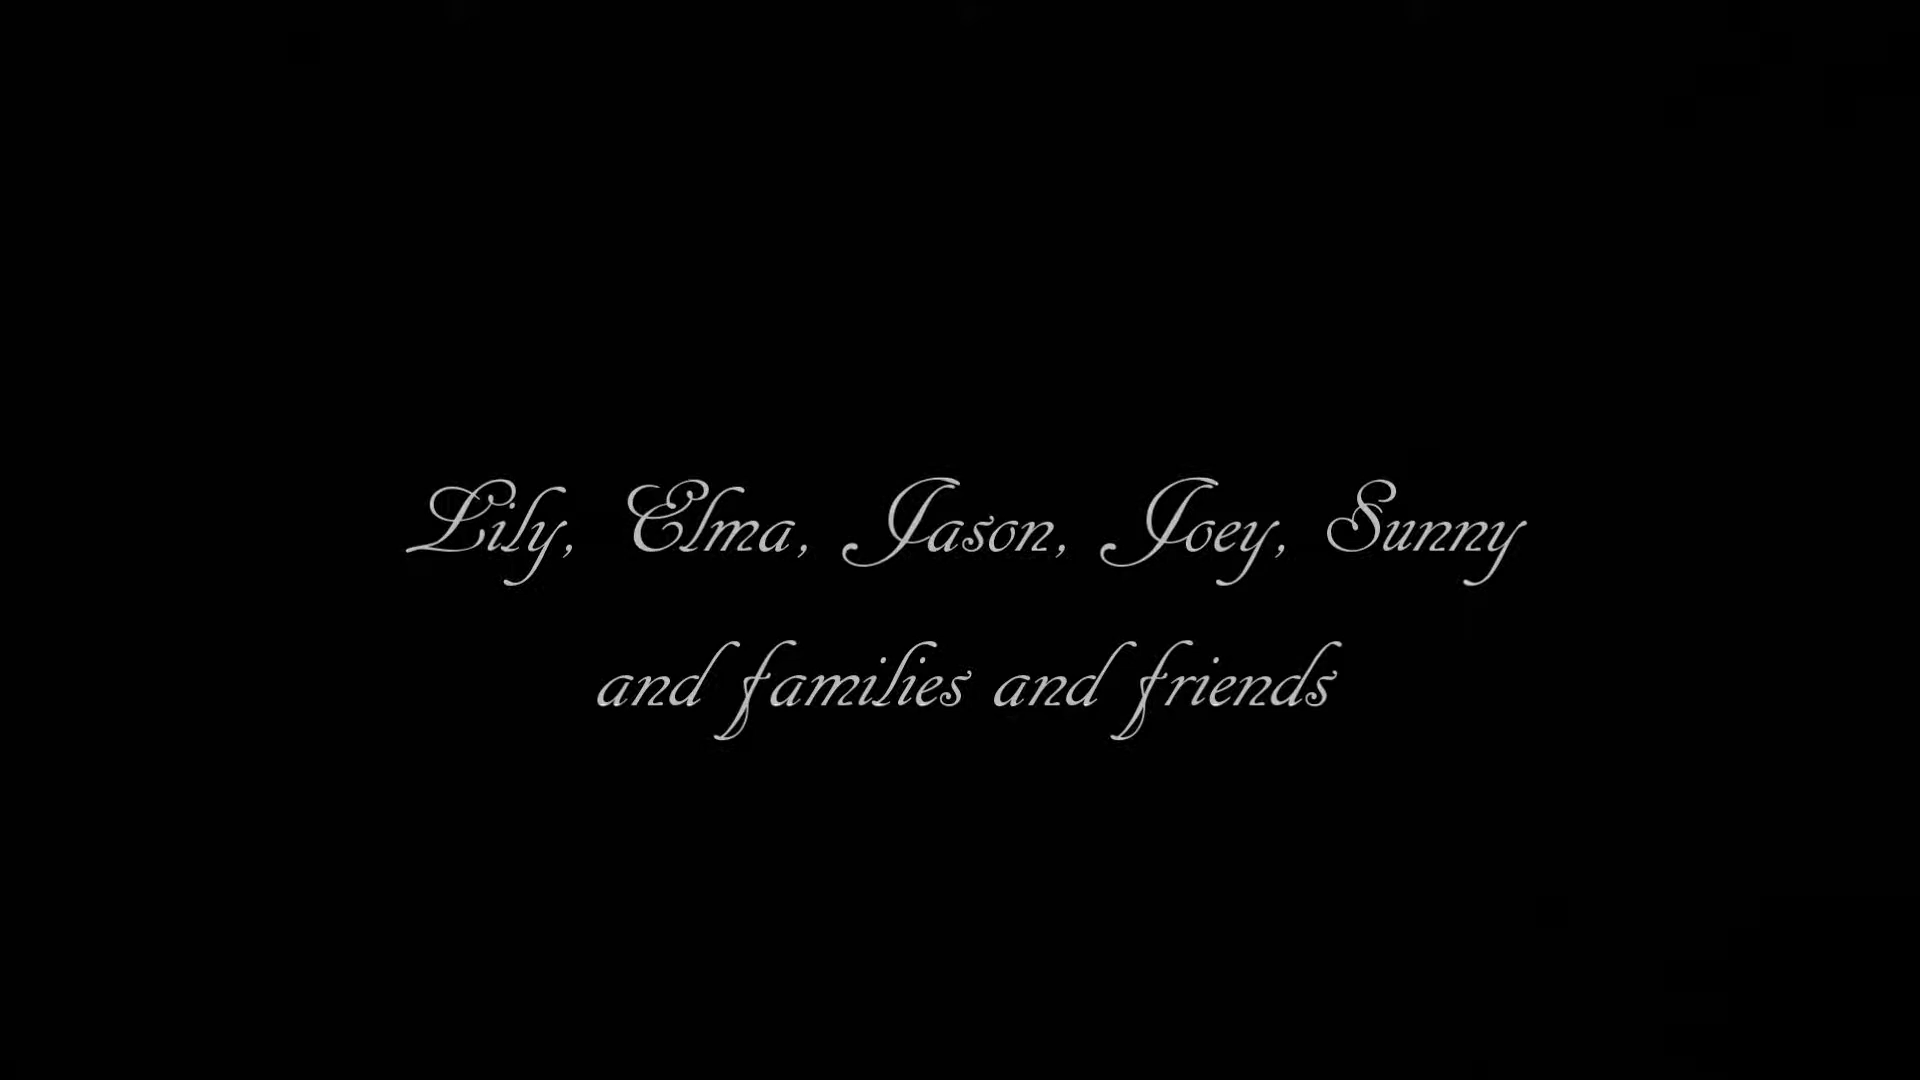 Lily, Elma, Jason, Joey, Sunny
and families and friends